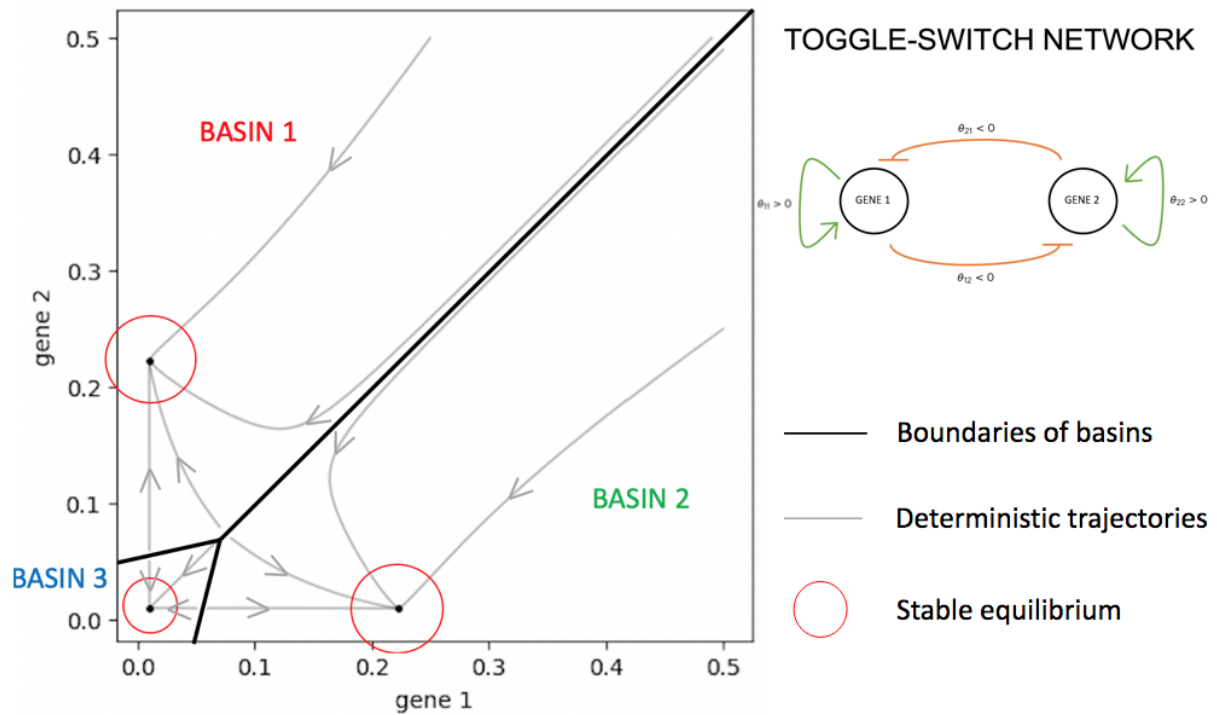 TOGGLE-SWITCH NETWORK
0.5
0.4
0.3
0.2
0.1
0.0
gene 2
BASIN 1
BASIN 2
BASIN 3
0.0 0.1 0.2 0.3 0.4 0.5
gene 1
θ21 < 0
θ11 > 0
GENE 1
GENE 2
θ22 > 0
θ12 < 0
Boundaries of basins
Deterministic trajectories
Stable equilibrium